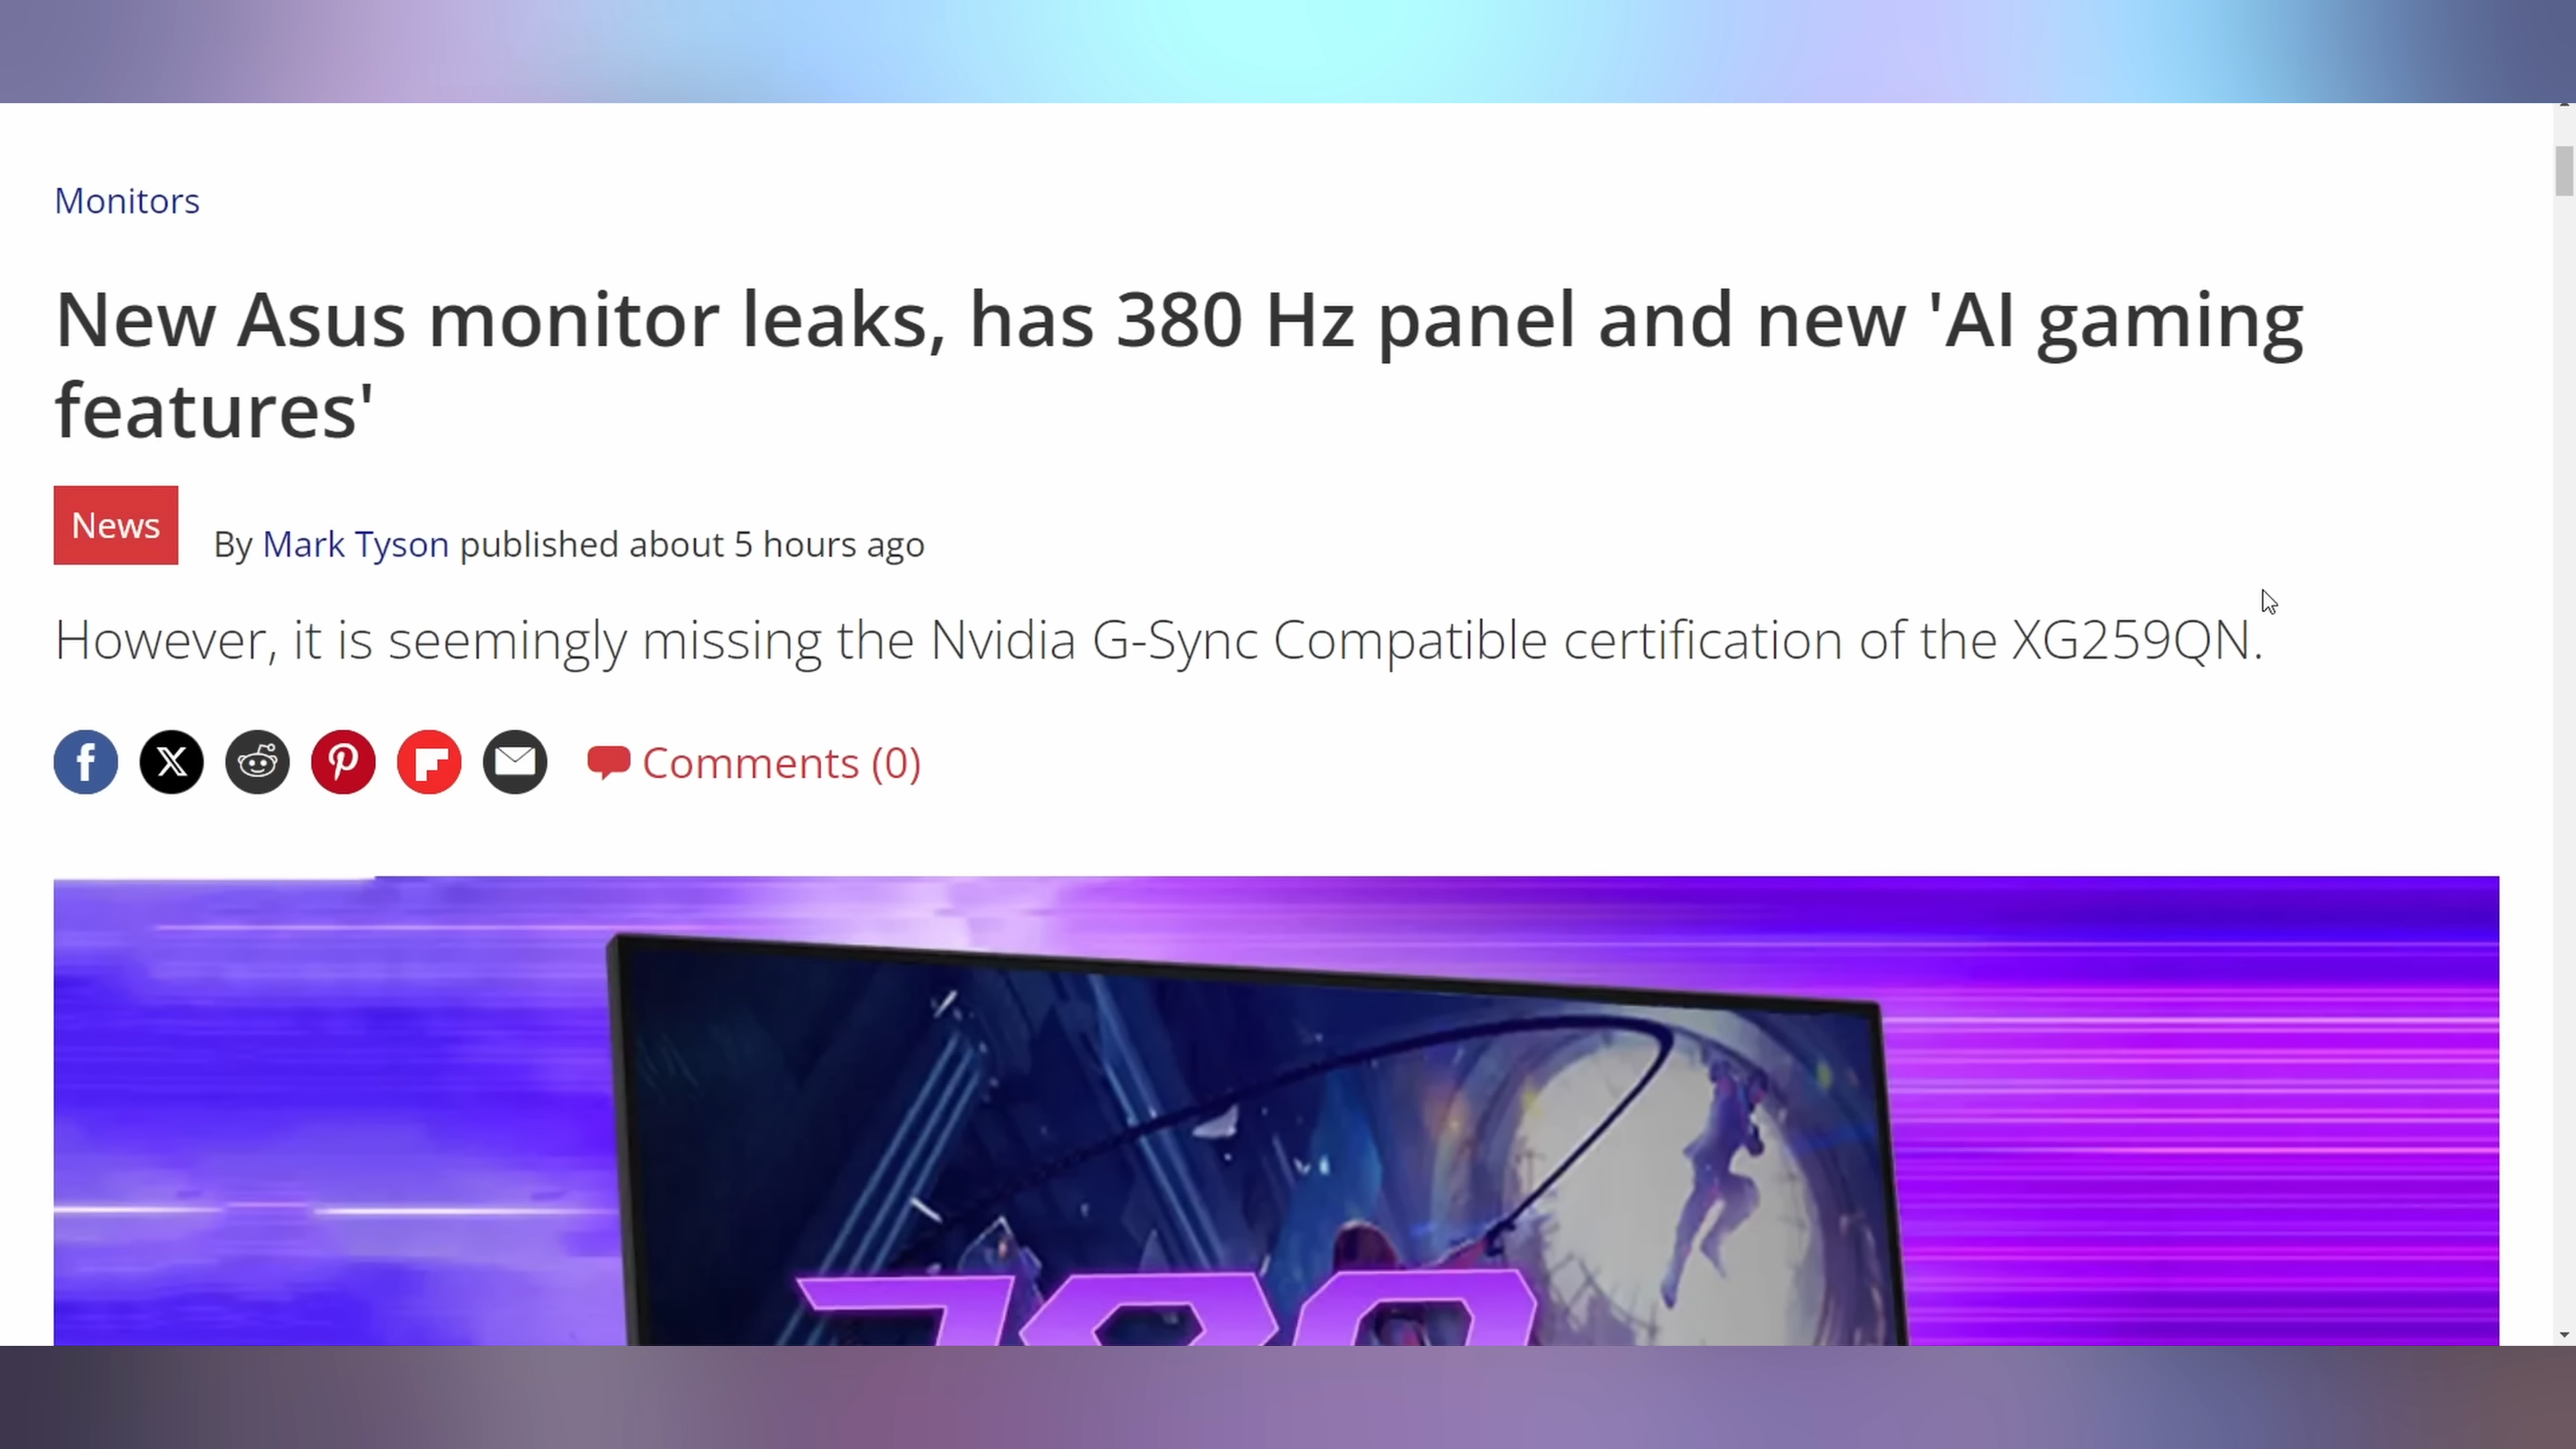 Monitors
New Asus monitor leaks, has 380 Hz panel and new 'AI gaming
features'
News
By Mark Tyson published about 5 hours ago
However, it is seemingly missing the Nvidia G-Sync Compatible certification of the XG259QN.
Comments (0)
380